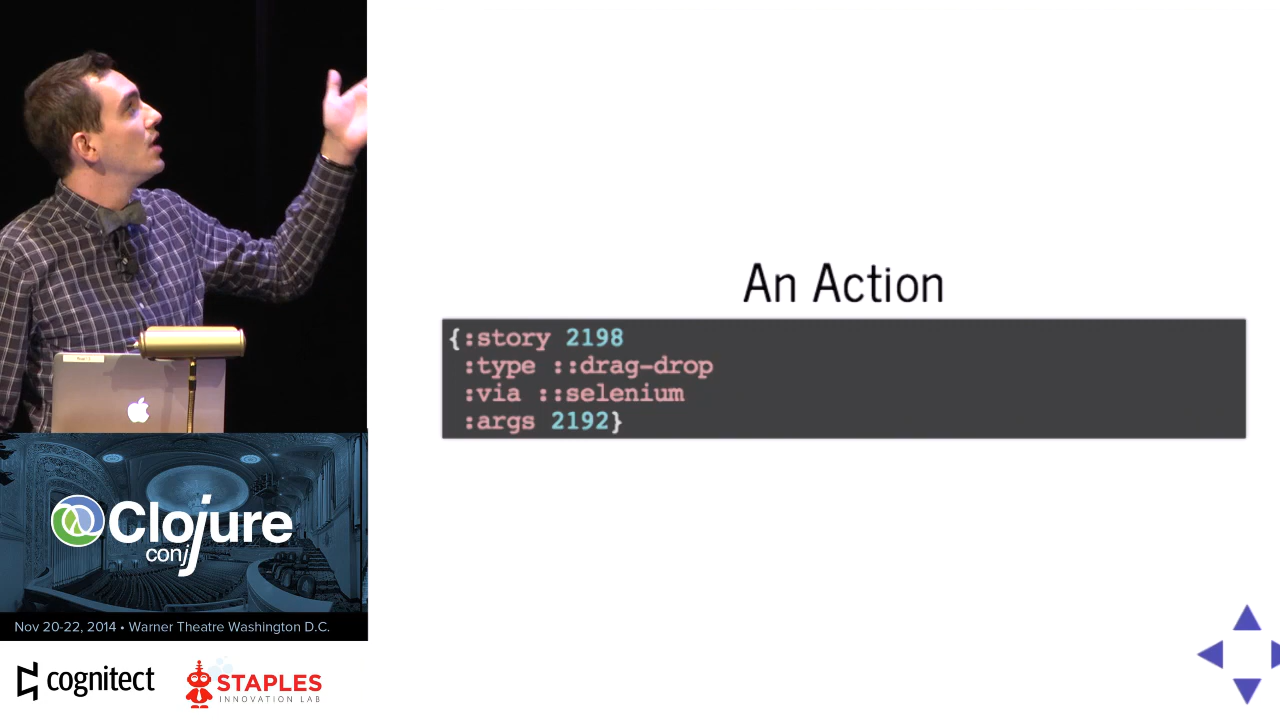 An Action
{:story 2198
:type ::drag-drop
:via ::selenium
:args 2192}
Clojure
conj
Nov 20-22, 2014 • Warner Theatre Washington D.C.
cognitect
STAPLES
INNOVATION LAB